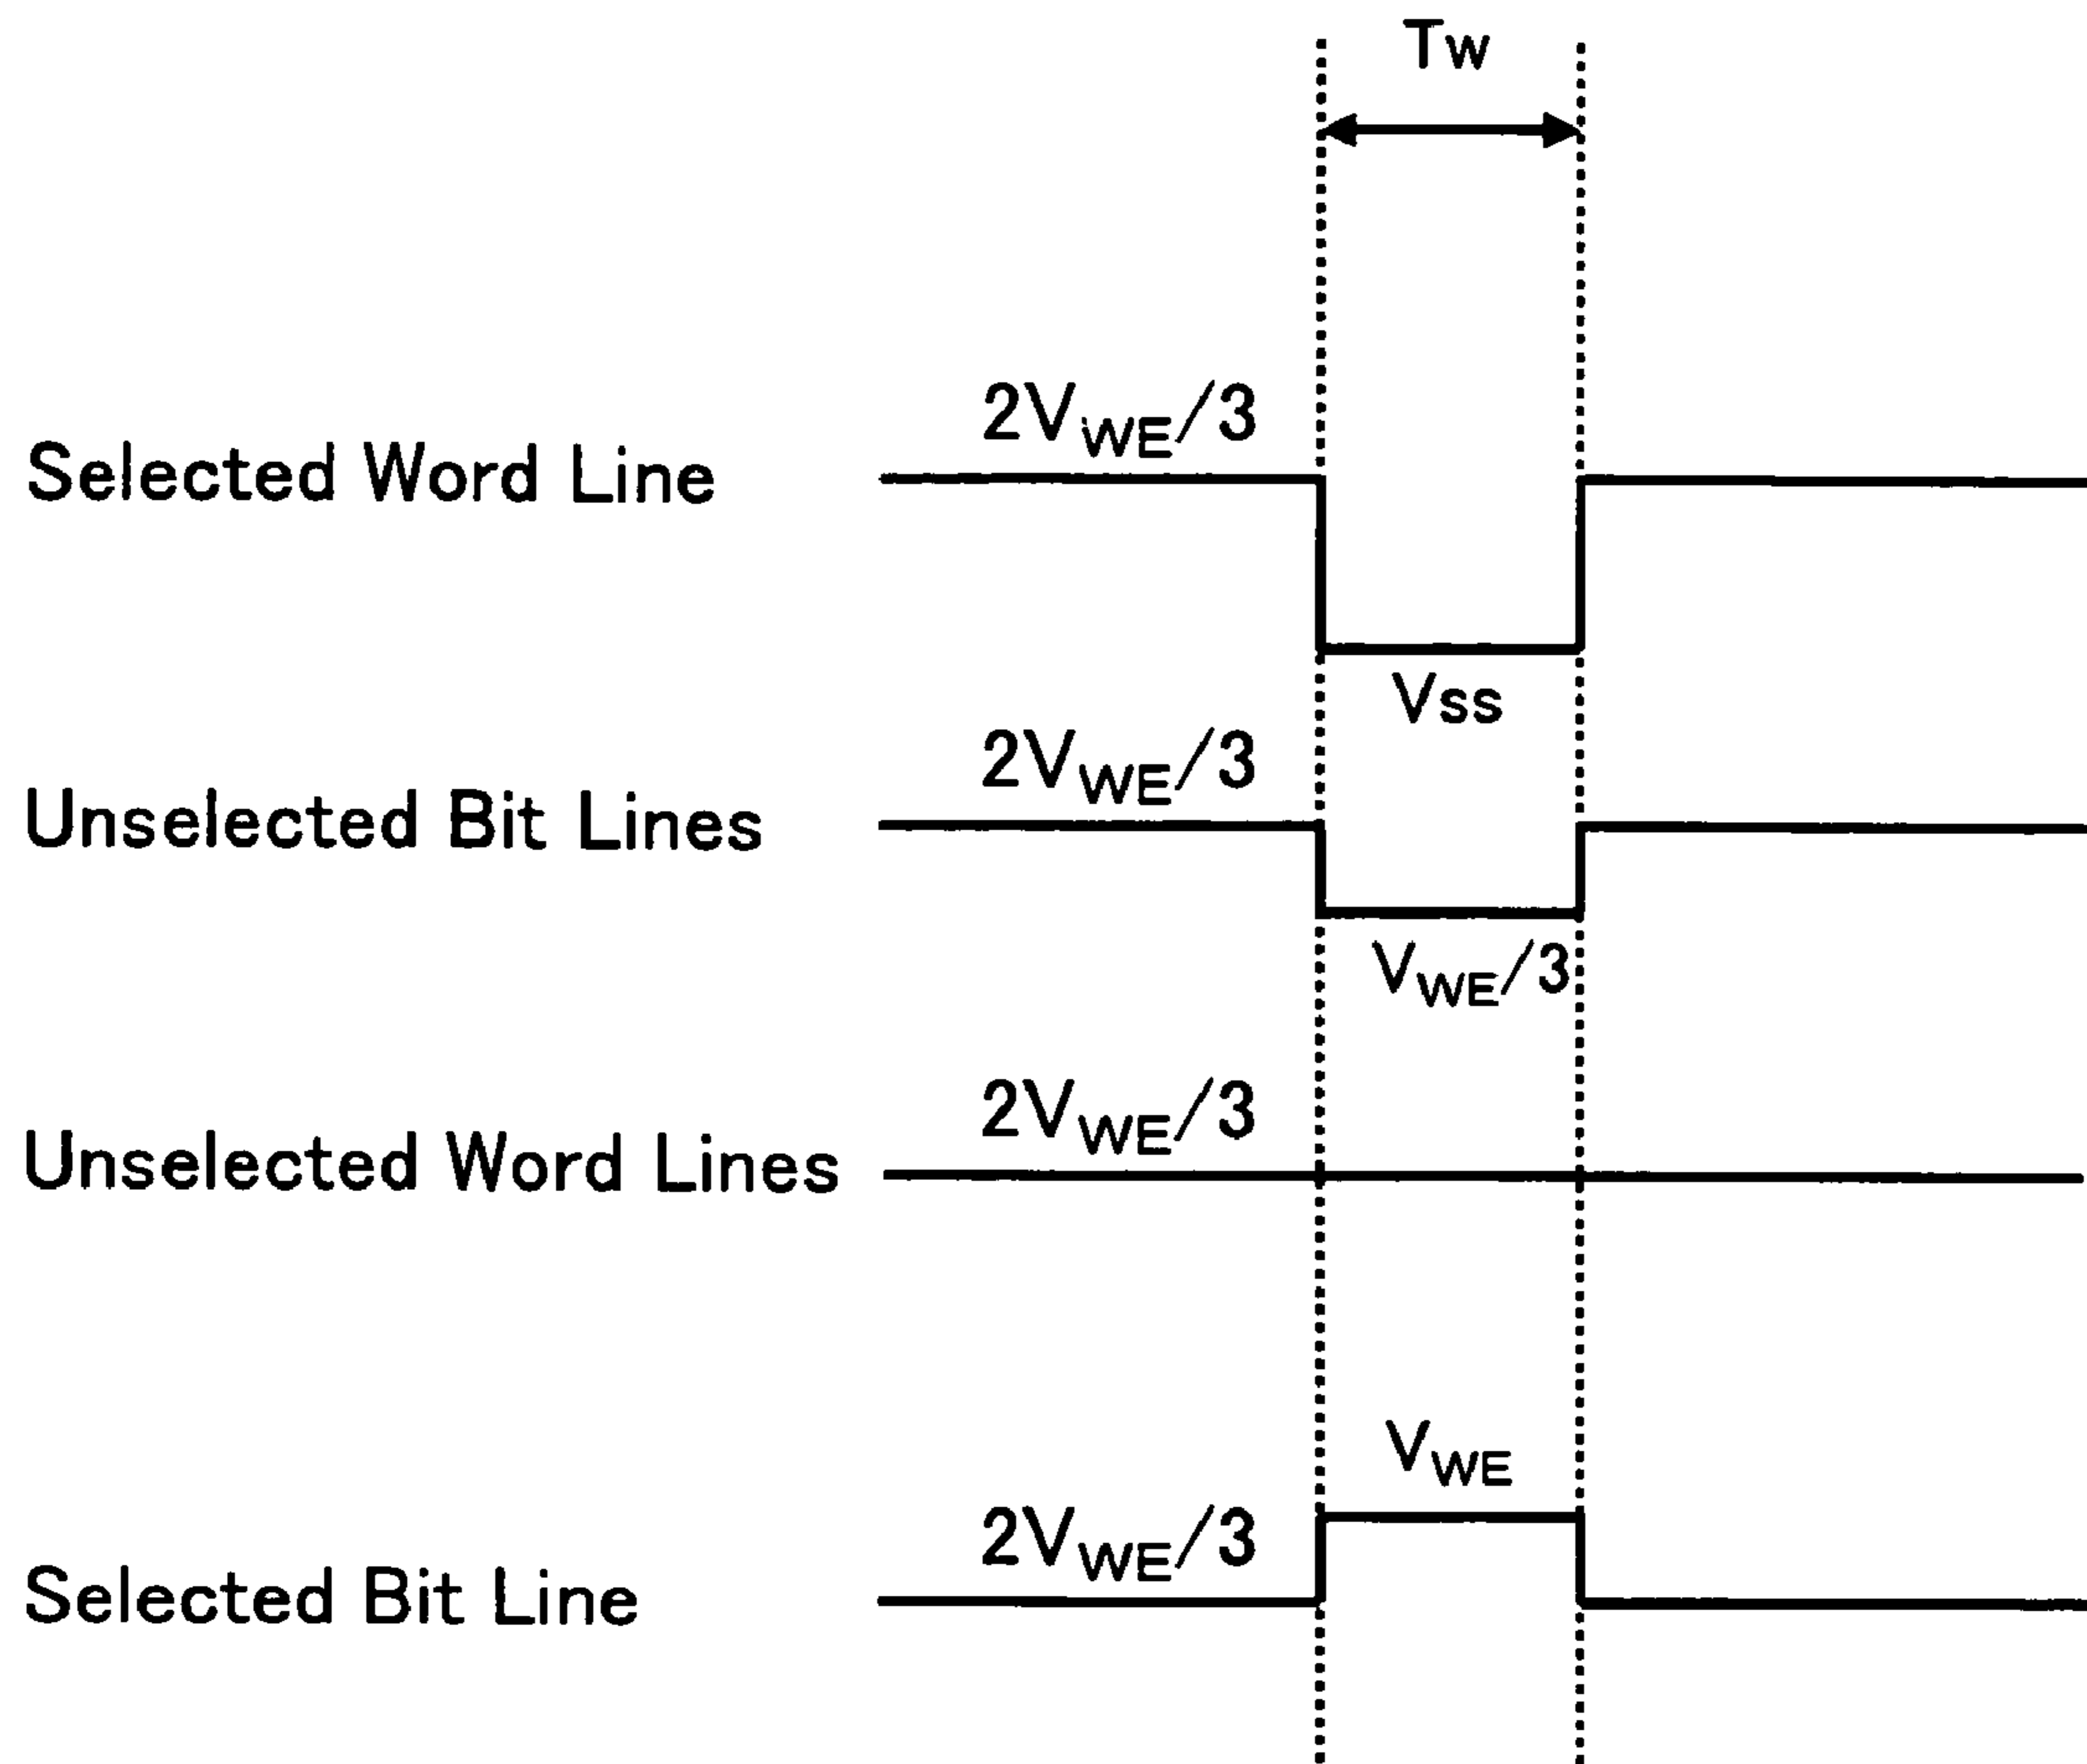 Tw
2VWE/3
Selected Word Line
Vss
2VWE/3
Unselected Bit Lines
VWE/3
2VWE/3
Unselected Word Lines
VWE
2VWE/3
Selected Bit Line